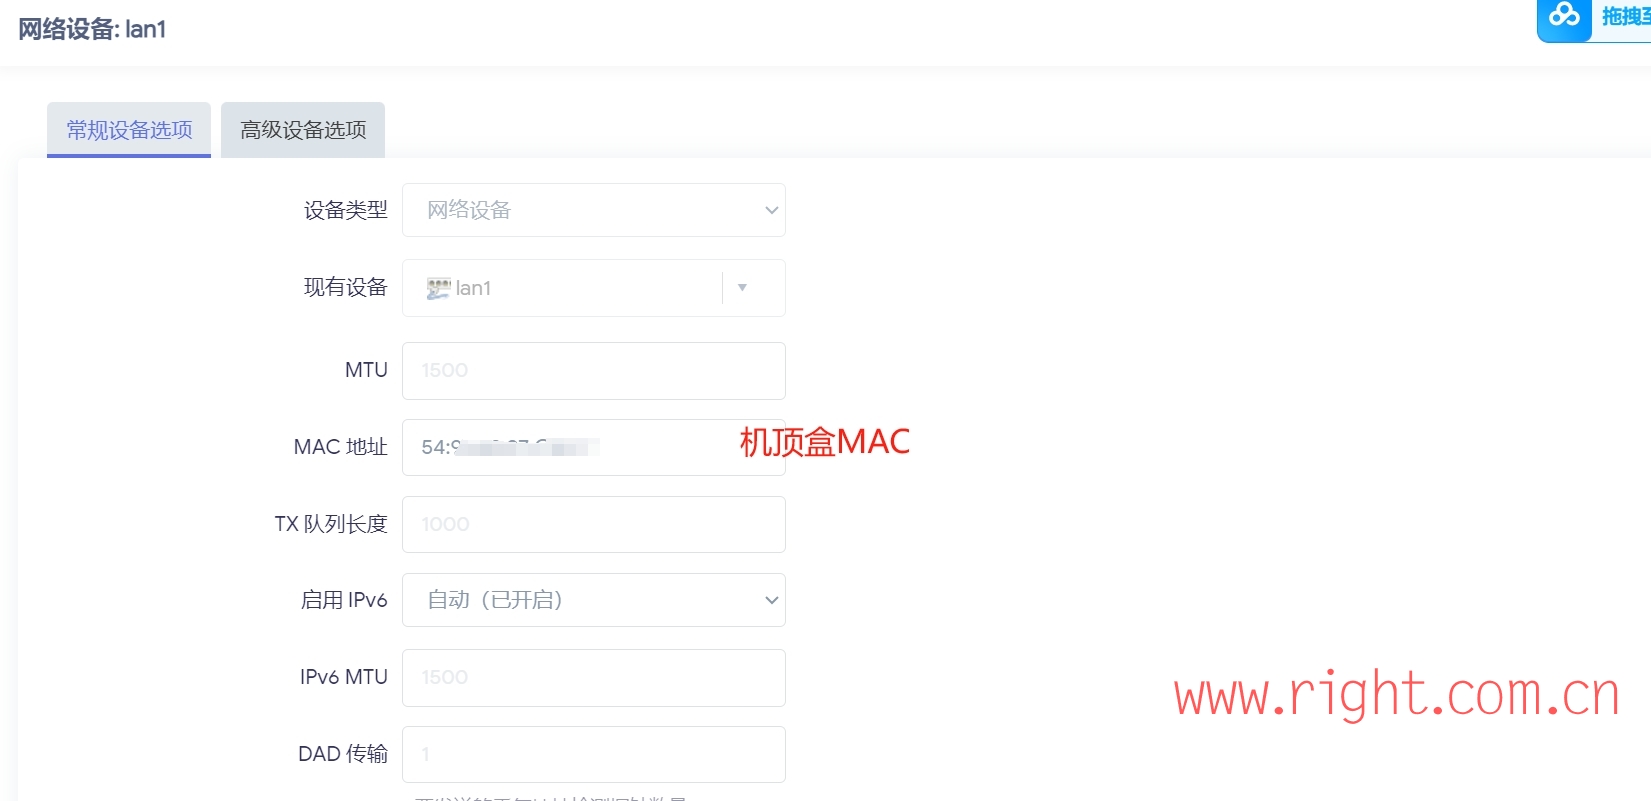 网络设备: lan1
拖拽至
常规设备选项 高级设备选项
设备类型 网络设备
现有设备 lan1
MTU 1500
MAC 地址 54:9 机顶盒MAC
TX 队列长度 1000
启用 IPv6 自动（已开启）
IPv6 MTU 1500
www.right.com.cn
DAD 传输 1